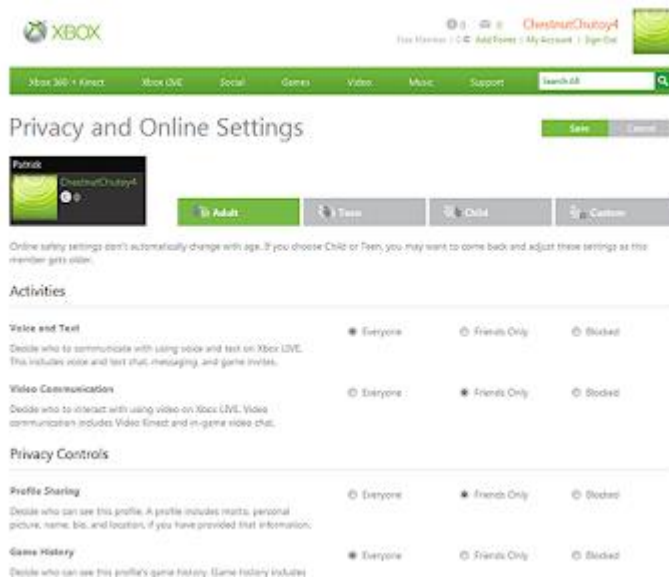 XBOX
0 0 ChestnutChutoy4
Free Member | 0 Add Points | My Account | Sign Out
Xbox 360 + Kinect Xbox LIVE Social Games Video Music Support Search All
Privacy and Online Settings
Save Cancel
Patrick
ChestnutChutoy4
0
Adult Teen Child Custom
Online safety settings don't automatically change with age. If you choose Child or Teen, you may want to come back and adjust these settings as this
member gets older.
Activities
Voice and Text Everyone Friends Only Blocked
Decide who to communicate with using voice and text on Xbox LIVE.
This includes voice and text chat, messaging, and game invites.
Video Communication Everyone Friends Only Blocked
Decide who to interact with using video on Xbox LIVE. Video
communication includes Video Kinect and in-game video chat.
Privacy Controls
Profile Sharing Everyone Friends Only Blocked
Decide who can see this profile. A profile includes motto, personal
picture, name, bio, and location, if you have provided that information.
Game History Everyone Friends Only Blocked
Decide who can see this profile's game history. Game history includes